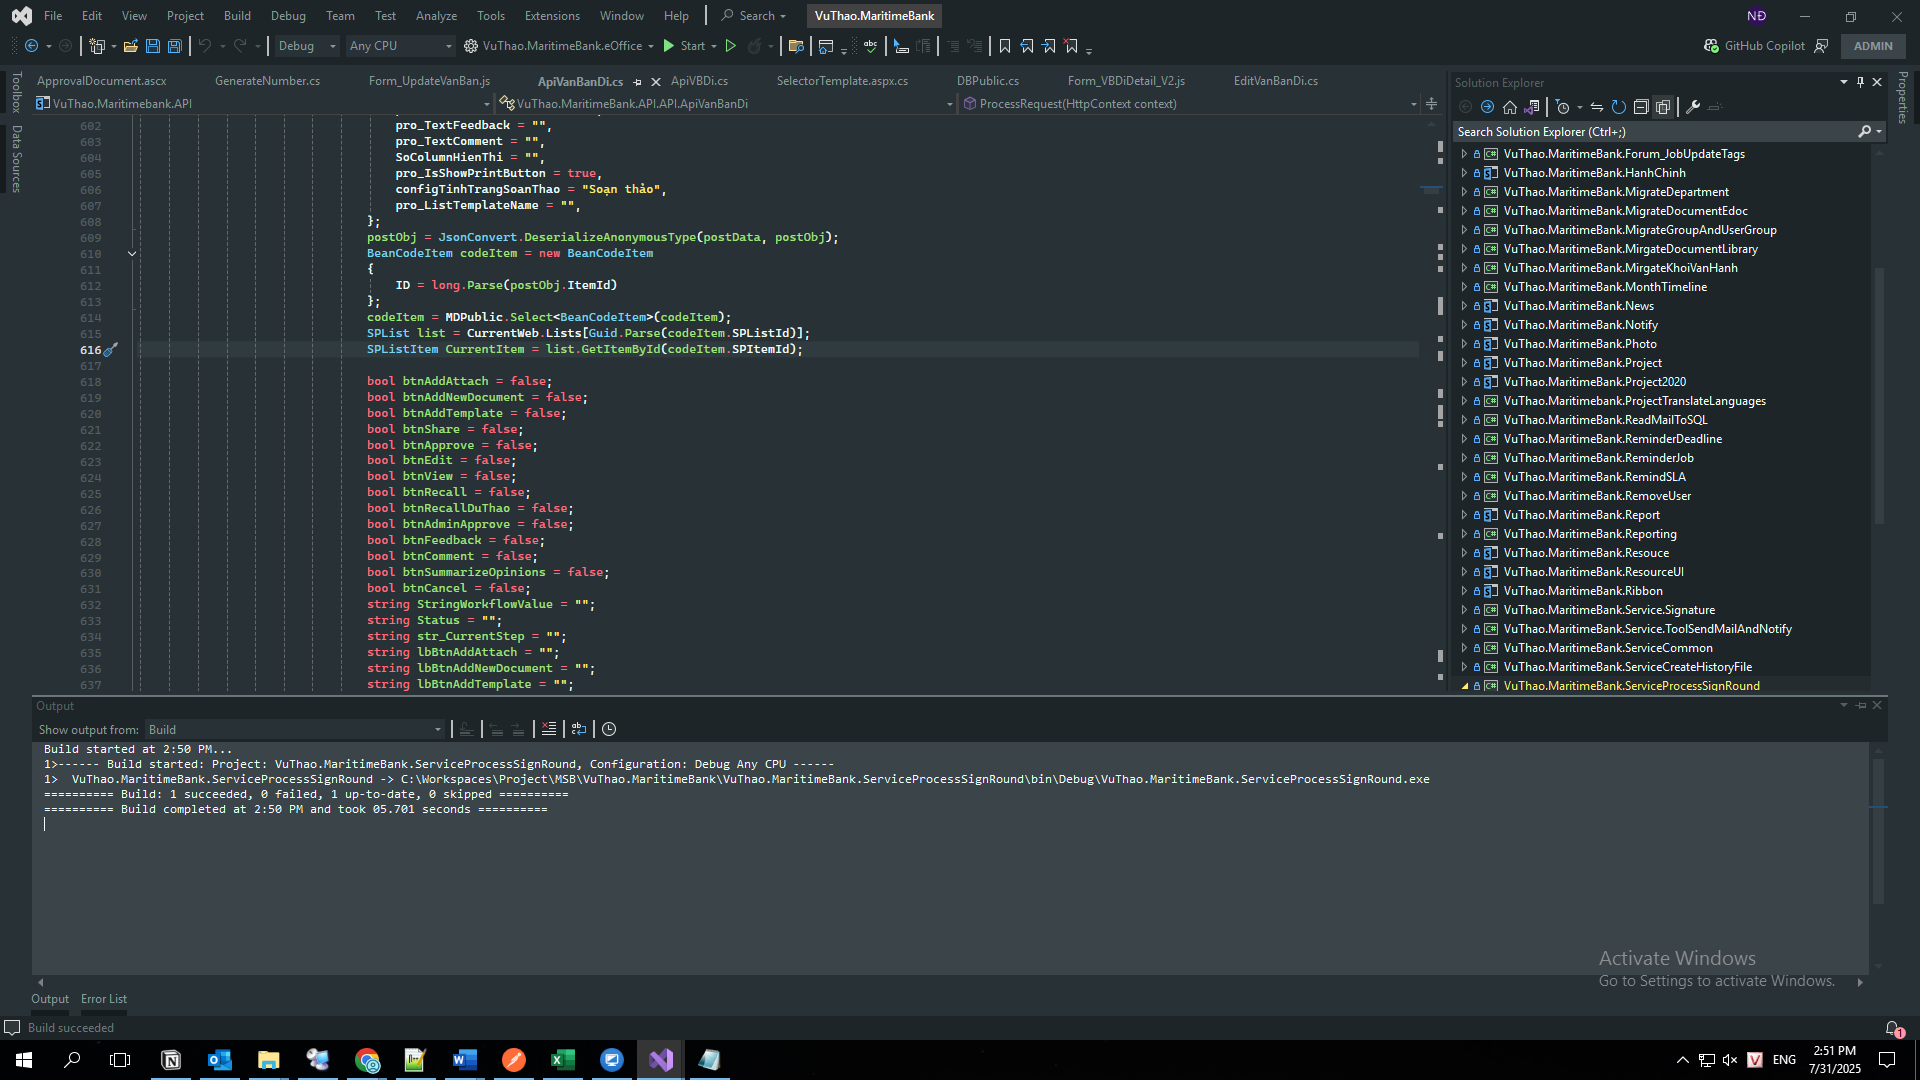 File Edit View Project Build Debug Team Test Analyze Tools Extensions Window Help Search VuThao.MaritimeBank NĐ
Debug Any CPU VuThao.MaritimeBank.eOffice Start GitHub Copilot ADMIN
ApprovalDocument.ascx GenerateNumber.cs Form_UpdateVanBan.js ApiVanBanDi.cs ApiVBDi.cs SelectorTemplate.aspx.cs DBPublic.cs Form_VBDiDetail_V2.js EditVanBanDi.cs
VuThao.Maritimebank.API VuThao.MaritimeBank.API.API.ApiVanBanDi ProcessRequest(HttpContext context)
Toolbox
Data Sources
602 pro_TextFeedback = "",
603 pro_TextComment = "",
604 SoColumnHienThi = "",
605 pro_IsShowPrintButton = true,
606 configTinhTrangSoanThao = "Soạn thảo",
607 pro_ListTemplateName = "",
608 };
609 postObj = JsonConvert.DeserializeAnonymousType(postData, postObj);
610 BeanCodeItem codeItem = new BeanCodeItem
611 {
612 ID = long.Parse(postObj.ItemId)
613 };
614 codeItem = MDPublic.Select<BeanCodeItem>(codeItem);
615 SPList list = CurrentWeb.Lists[Guid.Parse(codeItem.SPListId)];
616 SPListItem CurrentItem = list.GetItemById(codeItem.SPItemId);
617
618 bool btnAddAttach = false;
619 bool btnAddNewDocument = false;
620 bool btnAddTemplate = false;
621 bool btnShare = false;
622 bool btnApprove = false;
623 bool btnEdit = false;
624 bool btnView = false;
625 bool btnRecall = false;
626 bool btnRecallDuThao = false;
627 bool btnAdminApprove = false;
628 bool btnFeedback = false;
629 bool btnComment = false;
630 bool btnSummarizeOpinions = false;
631 bool btnCancel = false;
632 string StringWorkflowValue = "";
633 string Status = "";
634 string str_CurrentStep = "";
635 string lbBtnAddAttach = "";
636 string lbBtnAddNewDocument = "";
637 string lbBtnAddTemplate = "";
Solution Explorer
Search Solution Explorer (Ctrl+;)
VuThao.MaritimeBank.Forum_JobUpdateTags
VuThao.MaritimeBank.HanhChinh
VuThao.MaritimeBank.MigrateDepartment
VuThao.MaritimeBank.MigrateDocumentEdoc
VuThao.MaritimeBank.MigrateGroupAndUserGroup
VuThao.MaritimeBank.MirgateDocumentLibrary
VuThao.MaritimeBank.MirgateKhoiVanHanh
VuThao.MaritimeBank.MonthTimeline
VuThao.MaritimeBank.News
VuThao.MaritimeBank.Notify
VuThao.MaritimeBank.Photo
VuThao.MaritimeBank.Project
VuThao.MaritimeBank.Project2020
VuThao.MaritimeBank.ProjectTranslateLanguages
VuThao.MaritimeBank.ReadMailToSQL
VuThao.MaritimeBank.ReminderDeadline
VuThao.MaritimeBank.ReminderJob
VuThao.MaritimeBank.RemindSLA
VuThao.MaritimeBank.RemoveUser
VuThao.MaritimeBank.Report
VuThao.MaritimeBank.Reporting
VuThao.MaritimeBank.Resouce
VuThao.MaritimeBank.ResourceUI
VuThao.MaritimeBank.Ribbon
VuThao.MaritimeBank.Service.Signature
VuThao.MaritimeBank.Service.ToolSendMailAndNotify
VuThao.MaritimeBank.ServiceCommon
VuThao.MaritimeBank.ServiceCreateHistoryFile
VuThao.MaritimeBank.ServiceProcessSignRound
Properties
Output
Show output from: Build
Build started at 2:50 PM...
1>------ Build started: Project: VuThao.MaritimeBank.ServiceProcessSignRound, Configuration: Debug Any CPU ------
1> VuThao.MaritimeBank.ServiceProcessSignRound -> C:\Workspaces\Project\MSB\VuThao.MaritimeBank\VuThao.MaritimeBank.ServiceProcessSignRound\bin\Debug\VuThao.MaritimeBank.ServiceProcessSignRound.exe
========== Build: 1 succeeded, 0 failed, 1 up-to-date, 0 skipped ==========
========== Build completed at 2:50 PM and took 05.701 seconds ==========
Activate Windows
Go to Settings to activate Windows.
Output Error List
Build succeeded 1
ENG 2:51 PM
7/31/2025